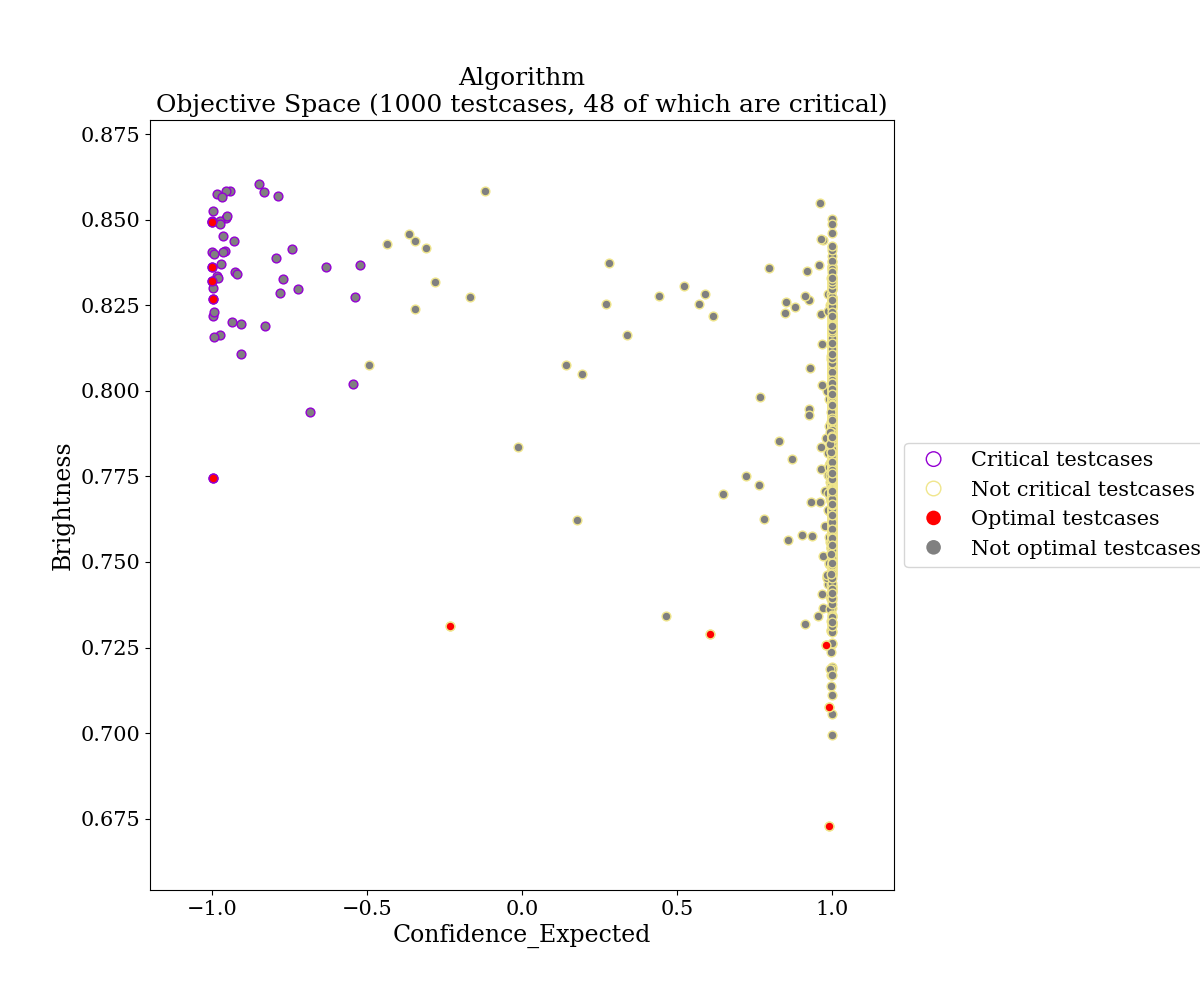 Algorithm
Objective Space (1000 testcases, 48 of which are critical)
0.875
0.850
0.825
0.800
0.775
0.750
0.725
0.700
0.675
Brightness
−1.0
−0.5
0.0
0.5
1.0
Confidence_Expected
Critical testcases
Not critical testcases
Optimal testcases
Not optimal testcases